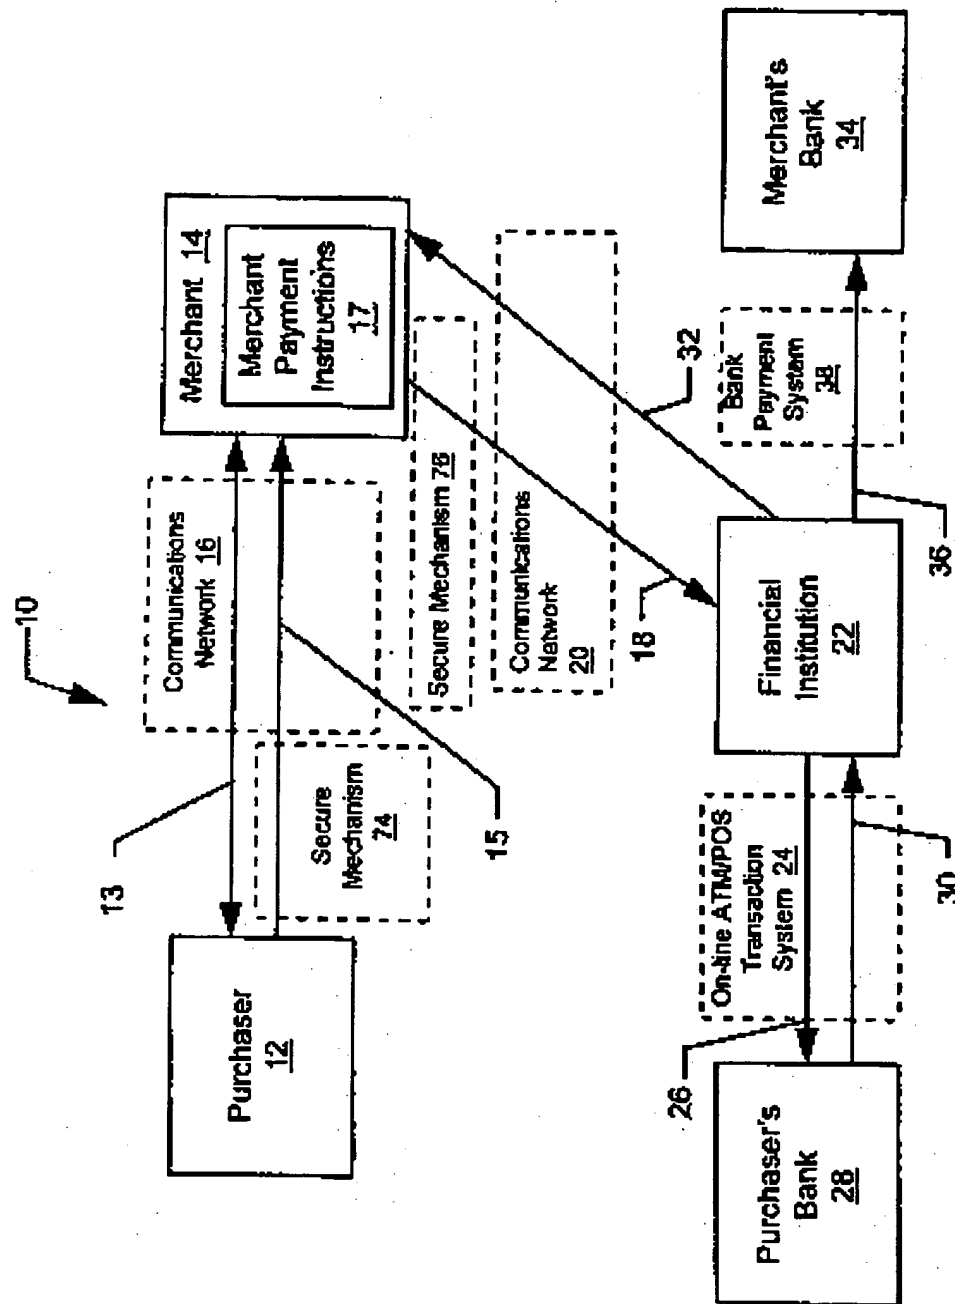 10
13
Communications
Network 16
Merchant 14
Merchant
Payment
Instructions
17
Purchaser
12
Secure
Mechanism
74
15
Secure Mechanism 76
Communications
Network
20
18
32
26
On-line ATM/POS
Transaction
System 24
Bank
Payment
System
38
Purchaser's
Bank
28
Financial
Institution
22
Merchant's
Bank
34
30
36